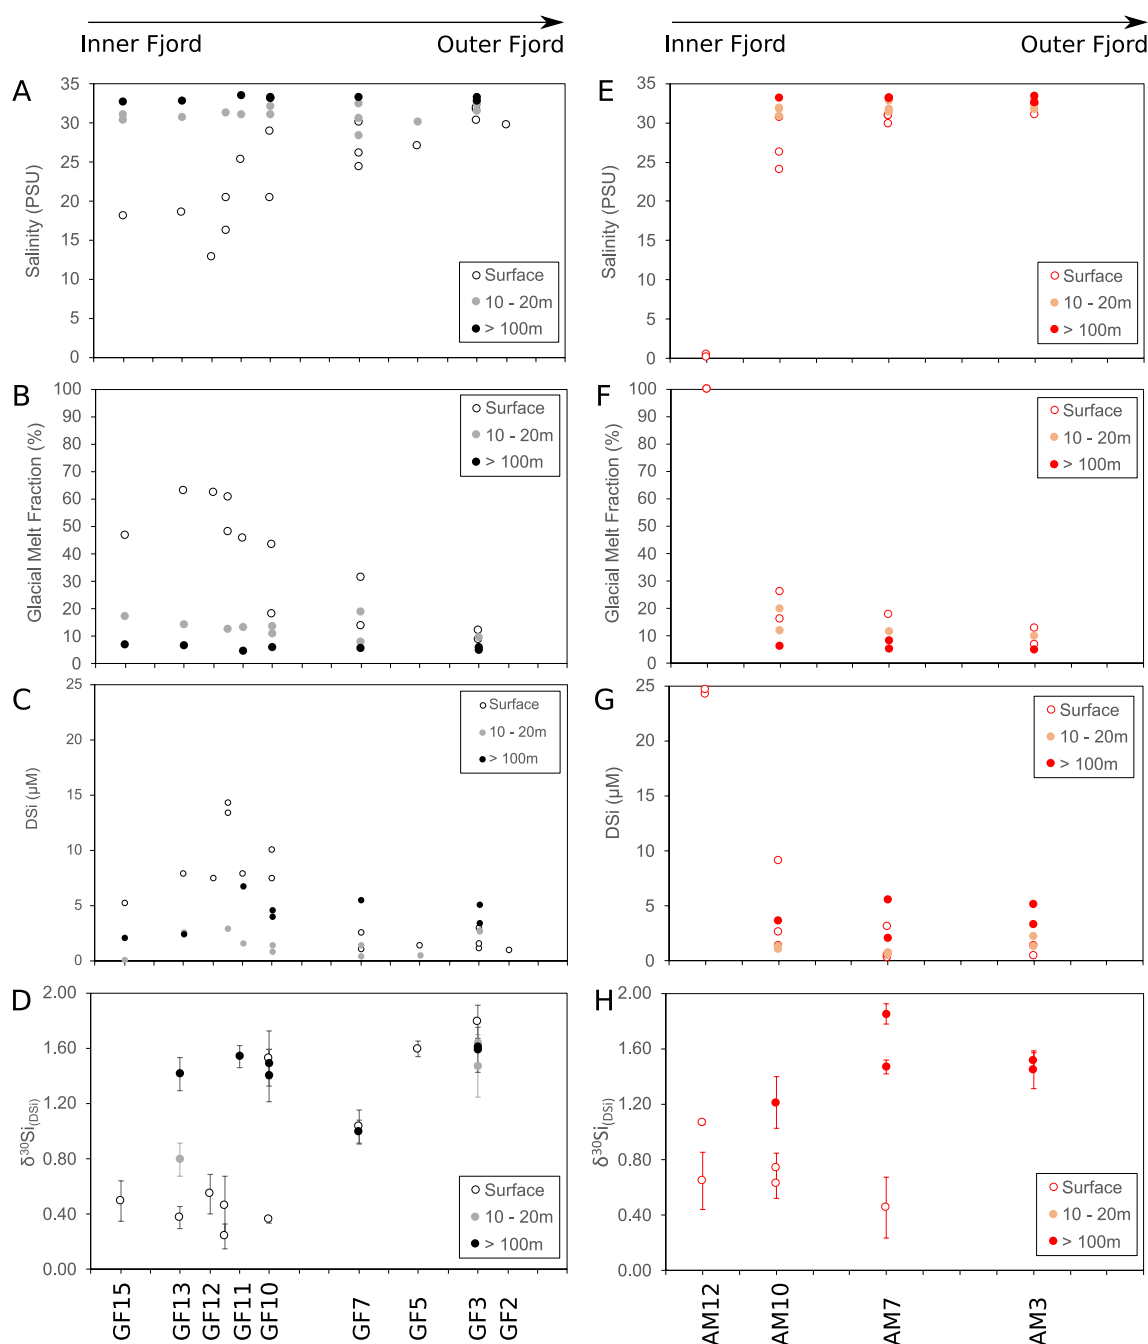 Inner Fjord Outer Fjord
Inner Fjord Outer Fjord
A
Salinity (PSU)
35
30
25
20
15
10
5
0
Surface
10 - 20m
> 100m
E
Salinity (PSU)
35
30
25
20
15
10
5
0
Surface
10 - 20m
> 100m
B
Glacial Melt Fraction (%)
100
90
80
70
60
50
40
30
20
10
0
Surface
10 - 20m
> 100m
F
Glacial Melt Fraction (%)
100
90
80
70
60
50
40
30
20
10
0
Surface
10 - 20m
> 100m
C
DSi (µM)
25
20
15
10
5
0
Surface
10 - 20m
> 100m
G
DSi (µM)
25
20
15
10
5
0
Surface
10 - 20m
> 100m
D
δ³⁰Si(DSi)
2.00
1.60
1.20
0.80
0.40
0.00
Surface
10 - 20m
> 100m
GF15 GF13 GF12 GF11 GF10 GF7 GF5 GF3 GF2
H
δ³⁰Si(DSi)
2.00
1.60
1.20
0.80
0.40
0.00
Surface
10 - 20m
> 100m
AM12 AM10 AM7 AM3